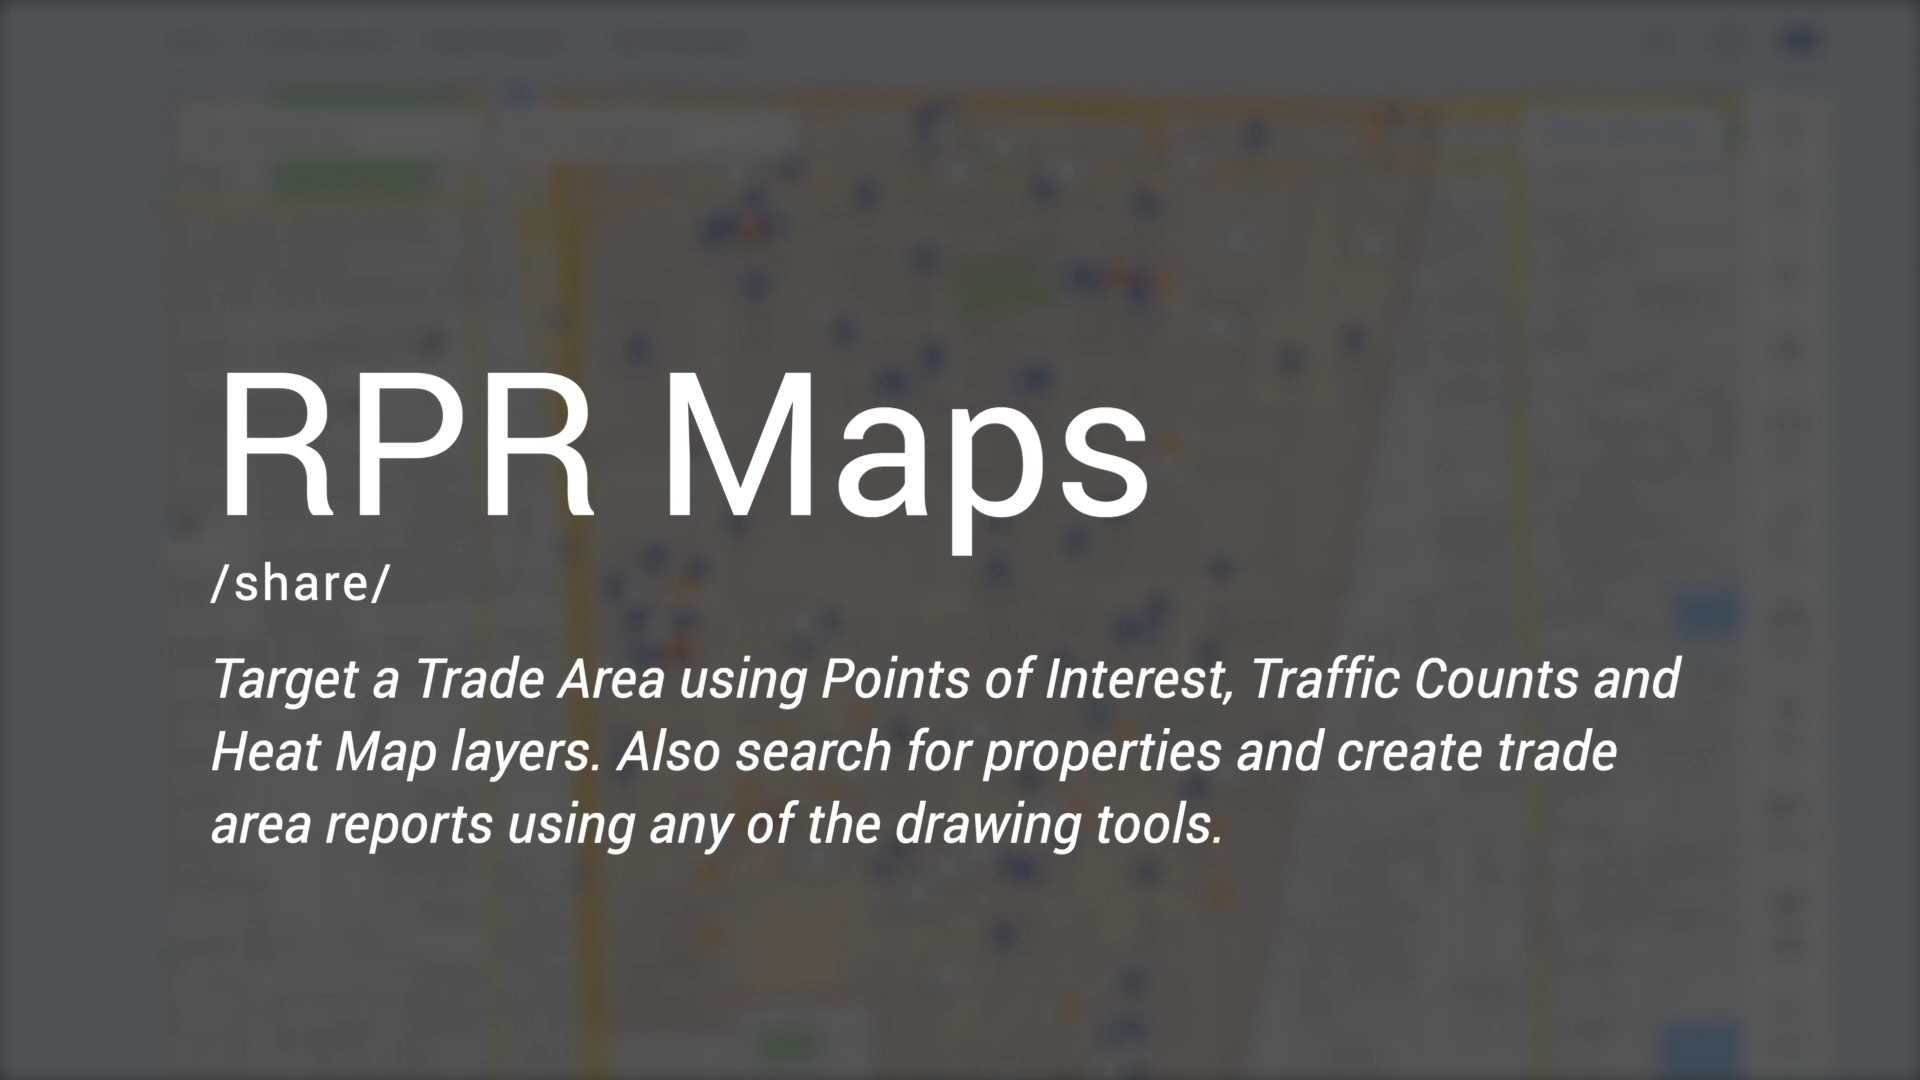 RPR Maps
/share/
Target a Trade Area using Points of Interest, Traffic Counts and
Heat Map layers. Also search for properties and create trade
area reports using any of the drawing tools.